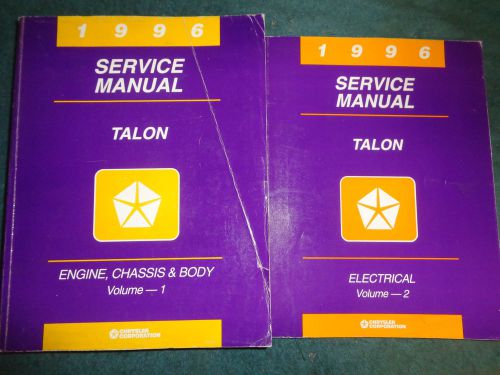 1 9 9 6
SERVICE
MANUAL
TALON
ENGINE, CHASSIS & BODY
Volume — 1
CHRYSLER
CORPORATION
1 9 9 6
SERVICE
MANUAL
TALON
ELECTRICAL
Volume — 2
CHRYSLER
CORPORATION